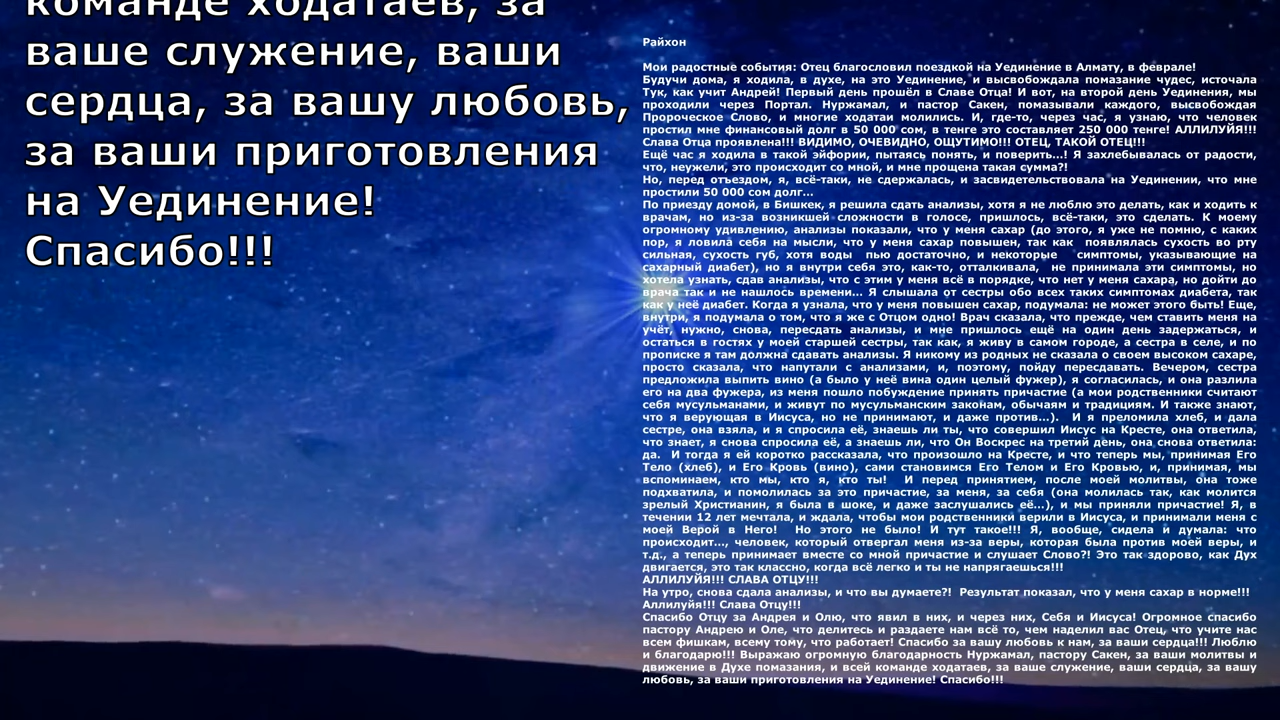 команде ходатаев, за
ваше служение, ваши
сердца, за вашу любовь,
за ваши приготовления
на Уединение!
Спасибо!!!
Райхон
Мои радостные события: Отец благословил поездкой на Уединение в Алмату, в феврале!
Будучи дома, я ходила, в духе, на это Уединение, и высвобождала помазание чудес, источала
Тук, как учит Андрей! Первый день прошёл в Славе Отца! И вот, на второй день Уединения, мы
проходили через Портал. Нуржамал, и пастор Сакен, помазывали каждого, высвобождая
Пророческое Слово, и многие ходатаи молились. И, где-то, через час, я узнаю, что человек
простил мне финансовый долг в 50 000 сом, в тенге это составляет 250 000 тенге! АЛЛИЛУЙЯ!!!
Слава Отца проявлена!!! ВИДИМО, ОЧЕВИДНО, ОЩУТИМО!!! ОТЕЦ, ТАКОЙ ОТЕЦ!!!
Ещё час я ходила в такой эйфории, пытаясь понять, и поверить...! Я захлебывалась от радости,
что, неужели, это происходит со мной, и мне прощена такая сумма?!
Но, перед отъездом, я, всё-таки, не сдержалась, и засвидетельствовала на Уединении, что мне
простили 50 000 сом долг...
По приезду домой, в Бишкек, я решила сдать анализы, хотя я не люблю это делать, как и ходить к
врачам, но из-за возникшей сложности в голосе, пришлось, всё-таки, это сделать. К моему
огромному удивлению, анализы показали, что у меня сахар (до этого, я уже не помню, с каких
пор, я ловила себя на мысли, что у меня сахар повышен, так как появлялась сухость во рту
сильная, сухость губ, хотя воды пью достаточно, и некоторые симптомы, указывающие на
сахарный диабет), но я внутри себя это, как-то, отталкивала, не принимала эти симптомы, но
хотела узнать, сдав анализы, что с этим у меня всё в порядке, что нет у меня сахара, но дойти до
врача так и не нашлось времени... Я слышала от сестры обо всех таких симптомах диабета, так
как у неё диабет. Когда я узнала, что у меня повышен сахар, подумала: не может этого быть! Еще,
внутри, я подумала о том, что я же с Отцом одно! Врач сказала, что прежде, чем ставить меня на
учёт, нужно, снова, пересдать анализы, и мне пришлось ещё на один день задержаться, и
остаться в гостях у моей старшей сестры, так как, я живу в самом городе, а сестра в селе, и по
прописке я там должна сдавать анализы. Я никому из родных не сказала о своем высоком сахаре,
просто сказала, что напутали с анализами, и, поэтому, пойду пересдавать. Вечером, сестра
предложила выпить вино (а было у неё вина один целый фужер), я согласилась, и она разлила
его на два фужера, из меня пошло побуждение принять причастие (а мои родственники считают
себя мусульманами, и живут по мусульманским законам, обычаям и традициям. И также знают,
что я верующая в Иисуса, но не принимают, и даже против...). И я преломила хлеб, и дала
сестре, она взяла, и я спросила её, знаешь ли ты, что совершил Иисус на Кресте, она ответила,
что знает, я снова спросила её, а знаешь ли, что Он Воскрес на третий день, она снова ответила:
да. И тогда я ей коротко рассказала, что произошло на Кресте, и что теперь мы, принимая Его
Тело (хлеб), и Его Кровь (вино), сами становимся Его Телом и Его Кровью, и, принимая, мы
вспоминаем, кто мы, кто я, кто ты! И перед принятием, после моей молитвы, она тоже
подхватила, и помолилась за это причастие, за меня, за себя (она молилась так, как молится
зрелый Христианин, я была в шоке, и даже заслушались её...), и мы приняли причастие! Я, в
течении 12 лет мечтала, и ждала, чтобы мои родственники верили в Иисуса, и принимали меня с
моей Верой в Него! Но этого не было! И тут такое!!! Я, вообще, сидела и думала: что
происходит..., человек, который отвергал меня из-за веры, которая была против моей веры, и
т.д., а теперь принимает вместе со мной причастие и слушает Слово?! Это так здорово, как Дух
двигается, это так классно, когда всё легко и ты не напрягаешься!!!
АЛЛИЛУЙЯ!!! СЛАВА ОТЦУ!!!
На утро, снова сдала анализы, и что вы думаете?! Результат показал, что у меня сахар в норме!!!
Аллилуйя!!! Слава Отцу!!!
Спасибо Отцу за Андрея и Олю, что явил в них, и через них, Себя и Иисуса! Огромное спасибо
пастору Андрею и Оле, что делитесь и раздаете нам всё то, чем наделил вас Отец, что учите нас
всем фишкам, всему тому, что работает! Спасибо за вашу любовь к нам, за ваши сердца!!! Люблю
и благодарю!!! Выражаю огромную благодарность Нуржамал, пастору Сакен, за ваши молитвы и
движение в Духе помазания, и всей команде ходатаев, за ваше служение, ваши сердца, за вашу
любовь, за ваши приготовления на Уединение! Спасибо!!!